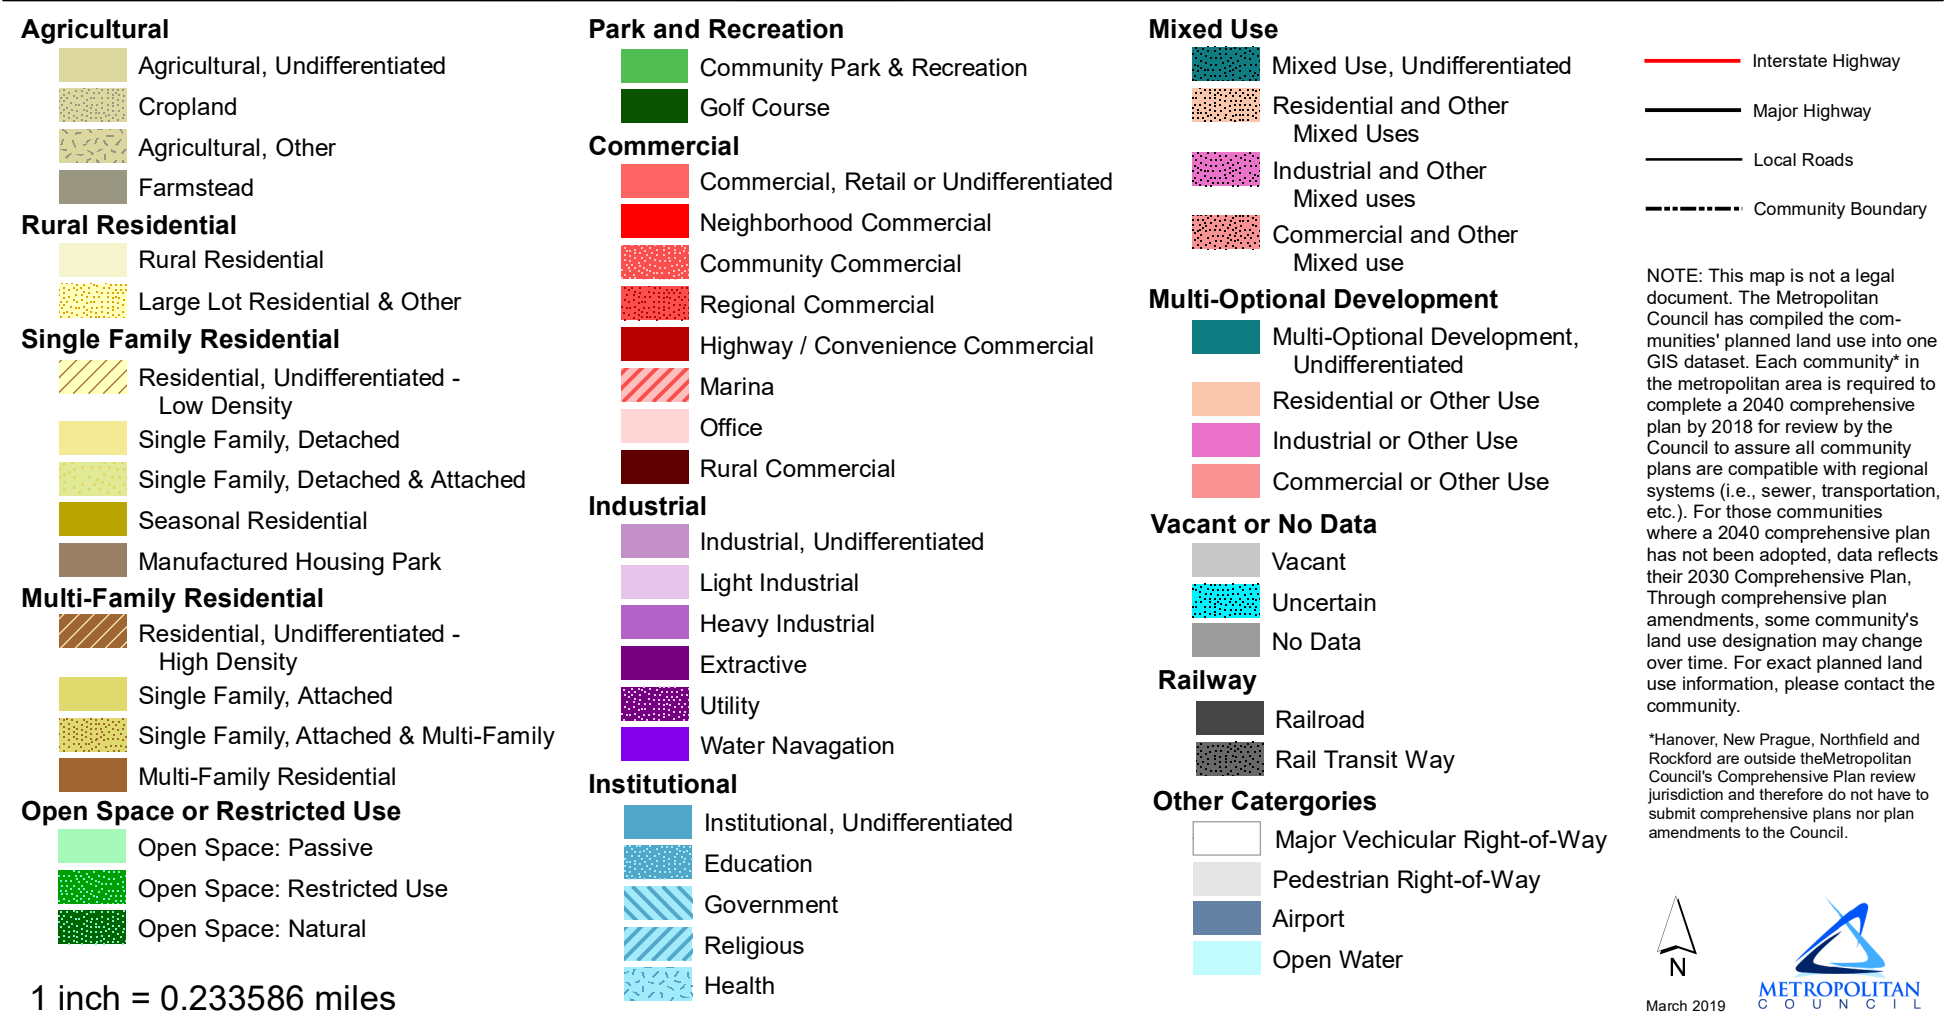 Agricultural
Agricultural, Undifferentiated
Cropland
Agricultural, Other
Farmstead
Rural Residential
Rural Residential
Large Lot Residential & Other
Single Family Residential
Residential, Undifferentiated -
Low Density
Single Family, Detached
Single Family, Detached & Attached
Seasonal Residential
Manufactured Housing Park
Multi-Family Residential
Residential, Undifferentiated -
High Density
Single Family, Attached
Single Family, Attached & Multi-Family
Multi-Family Residential
Open Space or Restricted Use
Open Space: Passive
Open Space: Restricted Use
Open Space: Natural
1 inch = 0.233586 miles
Park and Recreation
Community Park & Recreation
Golf Course
Commercial
Commercial, Retail or Undifferentiated
Neighborhood Commercial
Community Commercial
Regional Commercial
Highway / Convenience Commercial
Marina
Office
Rural Commercial
Industrial
Industrial, Undifferentiated
Light Industrial
Heavy Industrial
Extractive
Utility
Water Navagation
Institutional
Institutional, Undifferentiated
Education
Government
Religious
Health
Mixed Use
Mixed Use, Undifferentiated
Residential and Other
Mixed Uses
Industrial and Other
Mixed uses
Commercial and Other
Mixed use
Multi-Optional Development
Multi-Optional Development,
Undifferentiated
Residential or Other Use
Industrial or Other Use
Commercial or Other Use
Vacant or No Data
Vacant
Uncertain
No Data
Railway
Railroad
Rail Transit Way
Other Catergories
Major Vechicular Right-of-Way
Pedestrian Right-of-Way
Airport
Open Water
Interstate Highway
Major Highway
Local Roads
Community Boundary
NOTE: This map is not a legal
document. The Metropolitan
Council has compiled the com-
munities' planned land use into one
GIS dataset. Each community* in
the metropolitan area is required to
complete a 2040 comprehensive
plan by 2018 for review by the
Council to assure all community
plans are compatible with regional
systems (i.e., sewer, transportation,
etc.). For those communities
where a 2040 comprehensive plan
has not been adopted, data reflects
their 2030 Comprehensive Plan,
Through comprehensive plan
amendments, some community's
land use designation may change
over time. For exact planned land
use information, please contact the
community.
*Hanover, New Prague, Northfield and
Rockford are outside theMetropolitan
Council's Comprehensive Plan review
jurisdiction and therefore do not have to
submit comprehensive plans nor plan
amendments to the Council.
N
March 2019
METROPOLITAN
COUNCIL